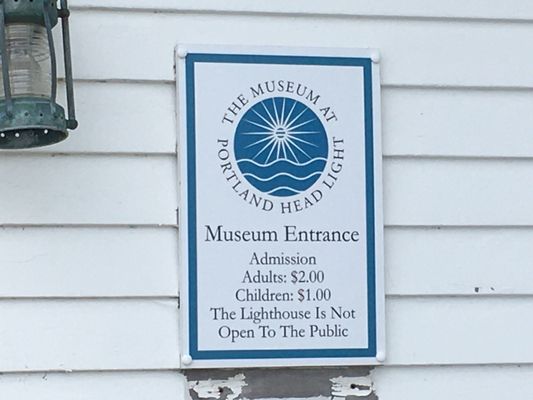 THE MUSEUM AT
PORTLAND HEAD LIGHT
Museum Entrance
Admission
Adults: $2.00
Children: $1.00
The Lighthouse Is Not
Open To The Public